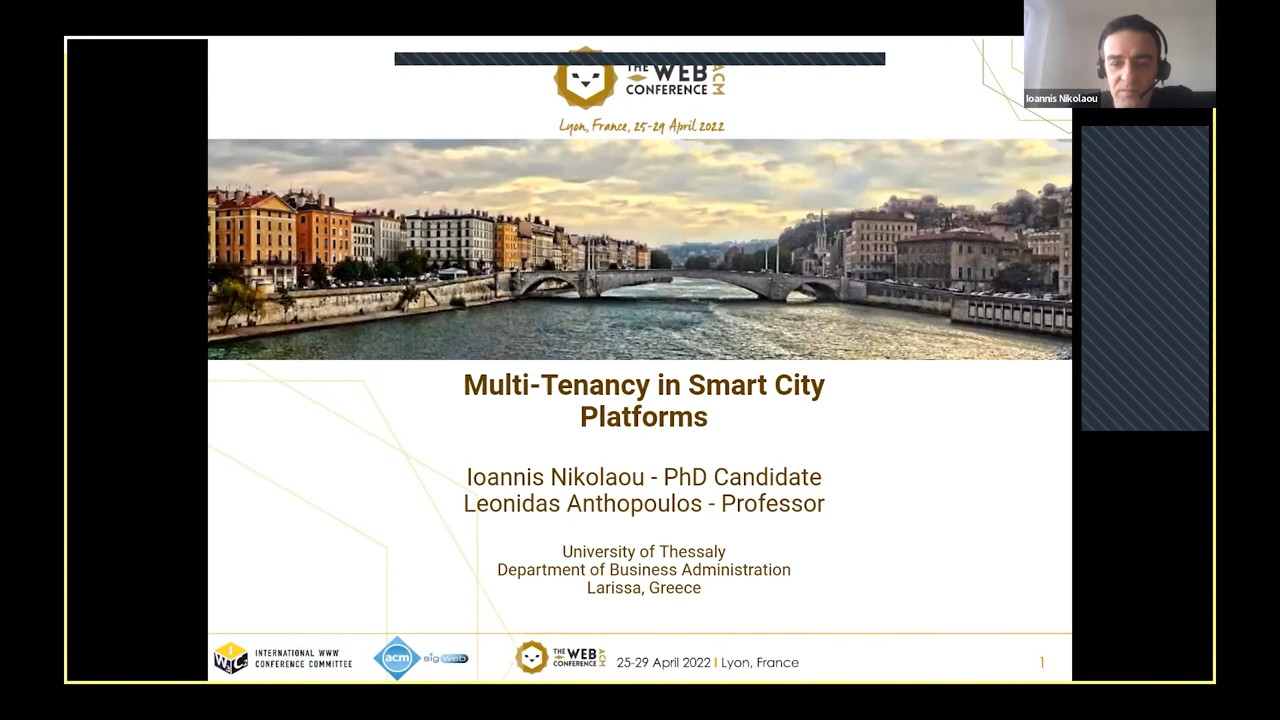 THE WEB
CONFERENCE
ACM
Lyon, France, 25-29 April 2022
Ioannis Nikolaou
Multi-Tenancy in Smart City
Platforms
Ioannis Nikolaou - PhD Candidate
Leonidas Anthopoulos - Professor
University of Thessaly
Department of Business Administration
Larissa, Greece
INTERNATIONAL WWW
CONFERENCE COMMITTEE
acm
sigweb
THE WEB
CONFERENCE
ACM
25-29 April 2022 I Lyon, France
1